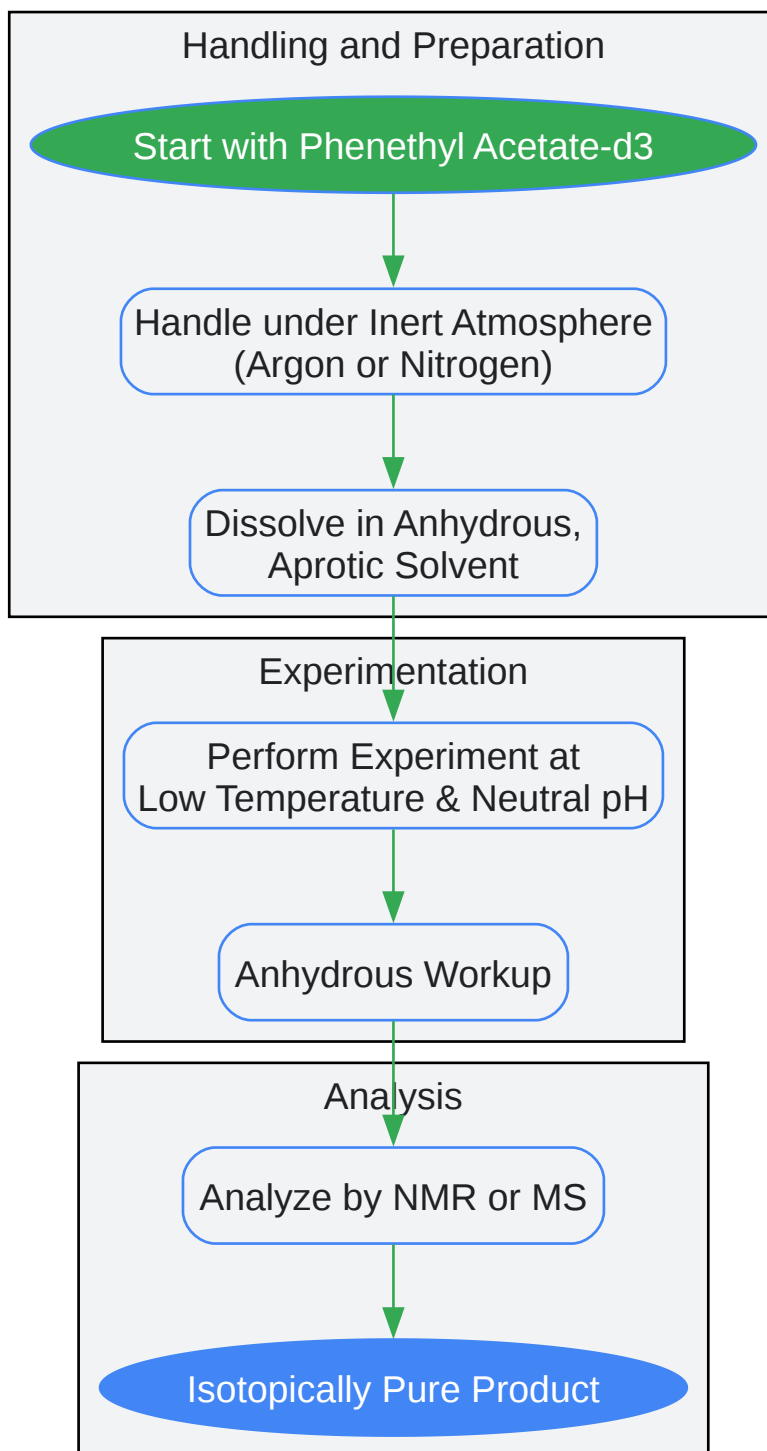 Handling and Preparation
Start with Phenethyl Acetate-d3
Handle under Inert Atmosphere
(Argon or Nitrogen)
Dissolve in Anhydrous,
Aprotic Solvent
Experimentation
Perform Experiment at
Low Temperature & Neutral pH
Anhydrous Workup
Analysis
Analyze by NMR or MS
Isotopically Pure Product